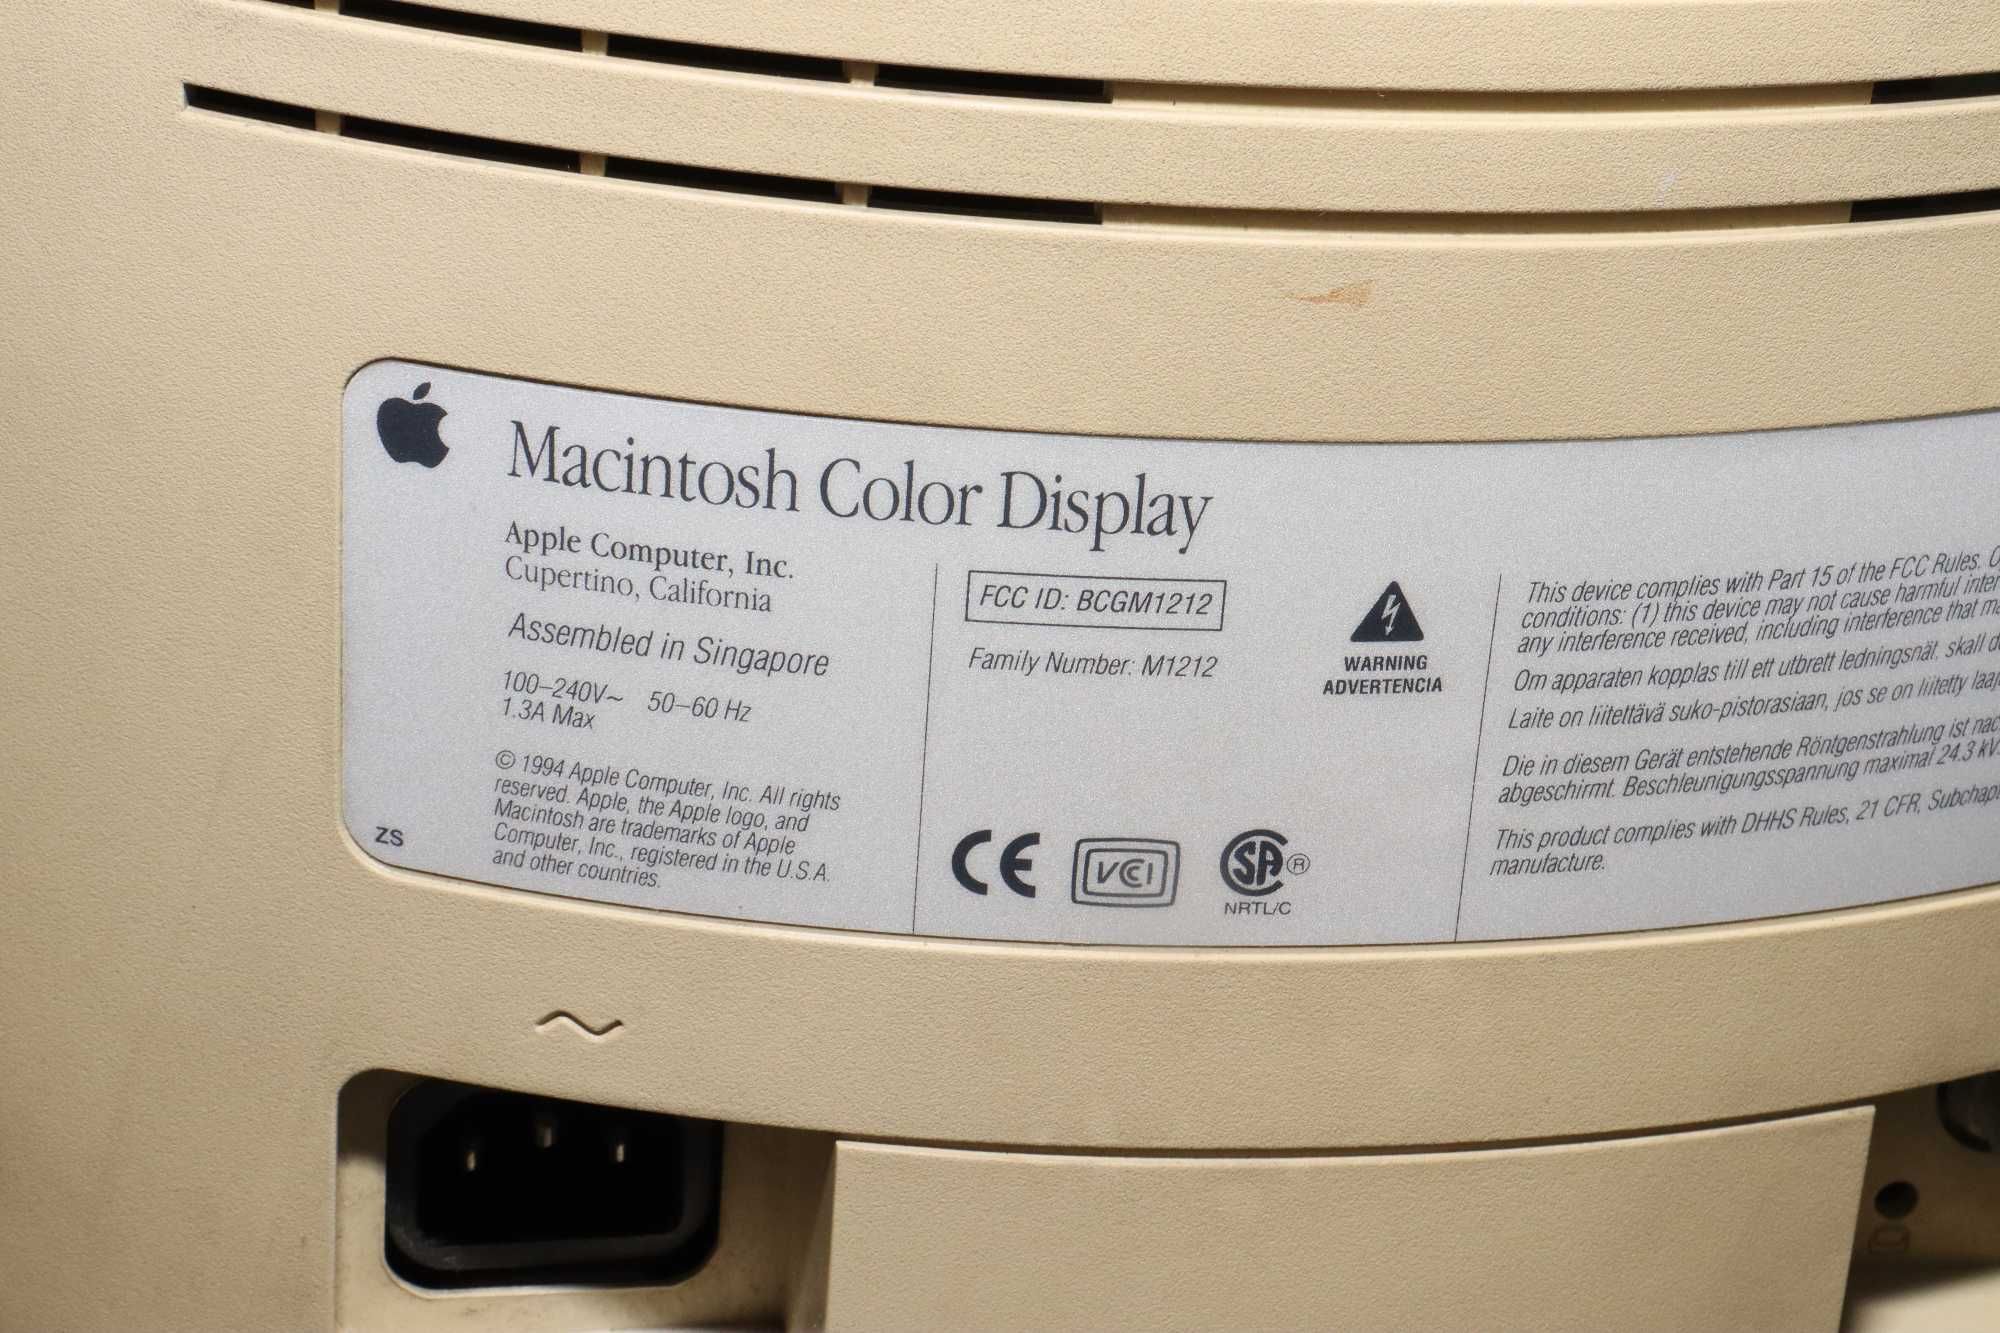 Macintosh Color Display
Apple Computer, Inc.
Cupertino, California
Assembled in Singapore
100–240V~ 50–60 Hz
1.3A Max
© 1994 Apple Computer, Inc. All rights
reserved. Apple, the Apple logo, and
Macintosh are trademarks of Apple
Computer, Inc., registered in the U.S.A.
and other countries.
ZS
FCC ID: BCGM1212
Family Number: M1212
WARNING
ADVERTENCIA
CE
VCCI
SA ®
NRTL/C
This device complies with Part 15 of the FCC Rules.
conditions: (1) this device may not cause harmful
any interference received, including interference that
Om apparaten kopplas till ett utbrett ledningsnät, skall
Laite on liitettävä suko-pistorasiaan, jos se on liitetty
Die in diesem Gerät entstehende Röntgenstrahlung ist
abgeschirmt. Beschleunigungsspannung maximal 24.3 kV.
This product complies with DHHS Rules, 21 CFR,
manufacture.